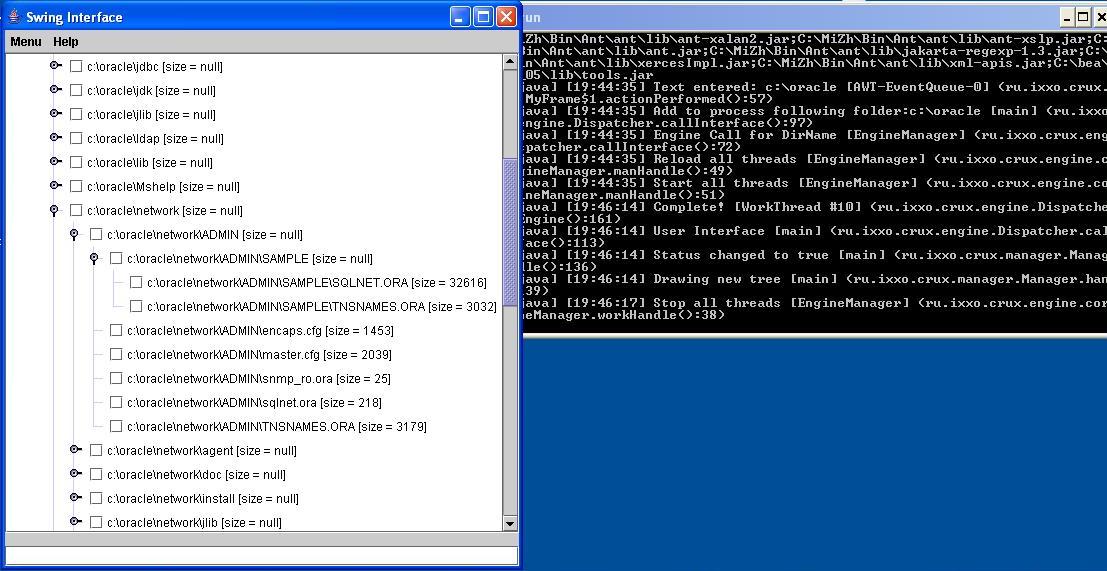 Swing Interface
Menu Help
c:\oracle\jdbc [size = null]
c:\oracle\jdk [size = null]
c:\oracle\jlib [size = null]
c:\oracle\ldap [size = null]
c:\oracle\lib [size = null]
c:\oracle\Mshelp [size = null]
c:\oracle\network [size = null]
c:\oracle\network\ADMIN [size = null]
c:\oracle\network\ADMIN\SAMPLE [size = null]
c:\oracle\network\ADMIN\SAMPLE\SQLNET.ORA [size = 32616]
c:\oracle\network\ADMIN\SAMPLE\TNSNAMES.ORA [size = 3032]
c:\oracle\network\ADMIN\encaps.cfg [size = 1453]
c:\oracle\network\ADMIN\master.cfg [size = 2039]
c:\oracle\network\ADMIN\snmp_ro.ora [size = 25]
c:\oracle\network\ADMIN\sqlnet.ora [size = 218]
c:\oracle\network\ADMIN\TNSNAMES.ORA [size = 3179]
c:\oracle\network\agent [size = null]
c:\oracle\network\doc [size = null]
c:\oracle\network\install [size = null]
c:\oracle\network\jlib [size = null]
un
iZh\Bin\Ant\ant\lib\ant-xalan2.jar;C:\MiZh\Bin\Ant\ant\lib\ant-xslp.jar;C:
Bin\Ant\ant\lib\ant.jar;C:\MiZh\Bin\Ant\ant\lib\jakarta-regexp-1.3.jar;C:\
n\Ant\ant\lib\xercesImpl.jar;C:\MiZh\Bin\Ant\ant\lib\xml-apis.jar;C:\bea\
_05\lib\tools.jar
java] [19:44:35] Text entered: c:\oracle [AWT-EventQueue-0] (ru.ixxo.crux.
MyFrame$1.actionPerformed():57)
java] [19:44:35] Add to process following folder:c:\oracle [main] (ru.ixxo
engine.Dispatcher.callInterface():97)
java] [19:44:35] Engine Call for DirName [EngineManager] (ru.ixxo.crux.eng
patcher.callInterface():72)
java] [19:44:35] Reload all threads [EngineManager] (ru.ixxo.crux.engine.c
neManager.manHandle():49)
java] [19:44:35] Start all threads [EngineManager] (ru.ixxo.crux.engine.co
neManager.manHandle():51)
java] [19:46:14] Complete! [WorkThread #10] (ru.ixxo.crux.engine.Dispatche
Engine():161)
java] [19:46:14] User Interface [main] (ru.ixxo.crux.engine.Dispatcher.cal
face():113)
java] [19:46:14] Status changed to true [main] (ru.ixxo.crux.manager.Manag
le():136)
java] [19:46:14] Drawing new tree [main] (ru.ixxo.crux.manager.Manager.han
39)
java] [19:46:17] Stop all threads [EngineManager] (ru.ixxo.crux.engine.cor
neManager.workHandle():38)